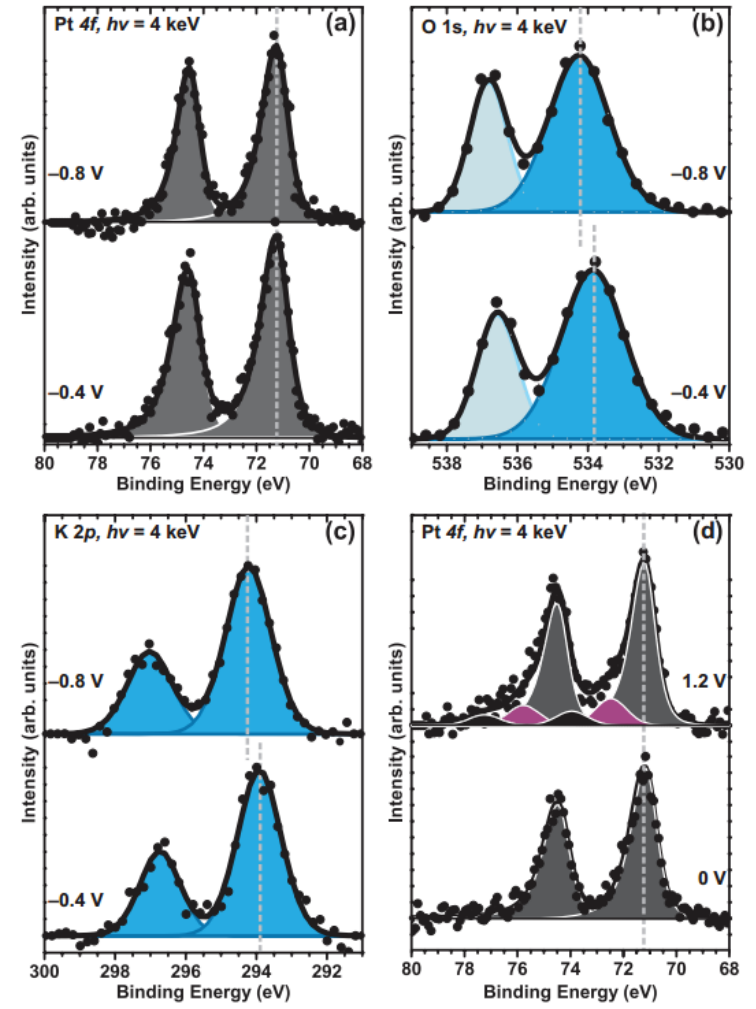 Pt 4f, hν = 4 keV (a)
–0.8 V
–0.4 V
Intensity (arb. units)
80 78 76 74 72 70 68
Binding Energy (eV)
O 1s, hν = 4 keV (b)
–0.8 V
–0.4 V
Intensity (arb. units)
538 536 534 532 530
Binding Energy (eV)
K 2p, hν = 4 keV (c)
–0.8 V
–0.4 V
Intensity (arb. units)
300 298 296 294 292
Binding Energy (eV)
Pt 4f, hν = 4 keV (d)
1.2 V
0 V
Intensity (arb. units)
80 78 76 74 72 70 68
Binding Energy (eV)